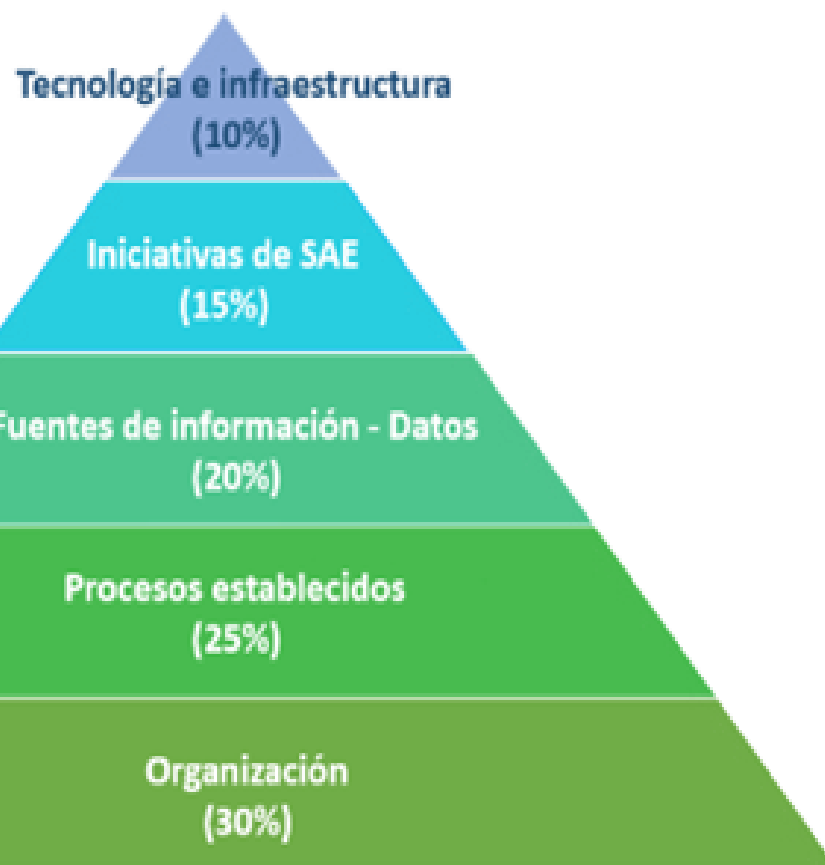 Tecnología e infraestructura
(10%)
Iniciativas de SAE
(15%)
Fuentes de información - Datos
(20%)
Procesos establecidos
(25%)
Organización
(30%)